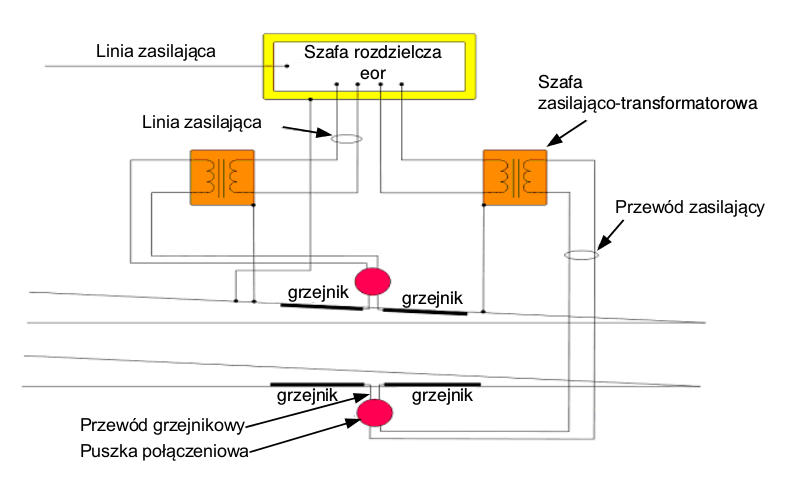 Linia zasilająca
Szafa rozdzielcza
eor
Szafa
zasilająco-transformatorowa
Linia zasilająca
Przewód zasilający
grzejnik
grzejnik
grzejnik
grzejnik
Przewód grzejnikowy
Puszka połączeniowa